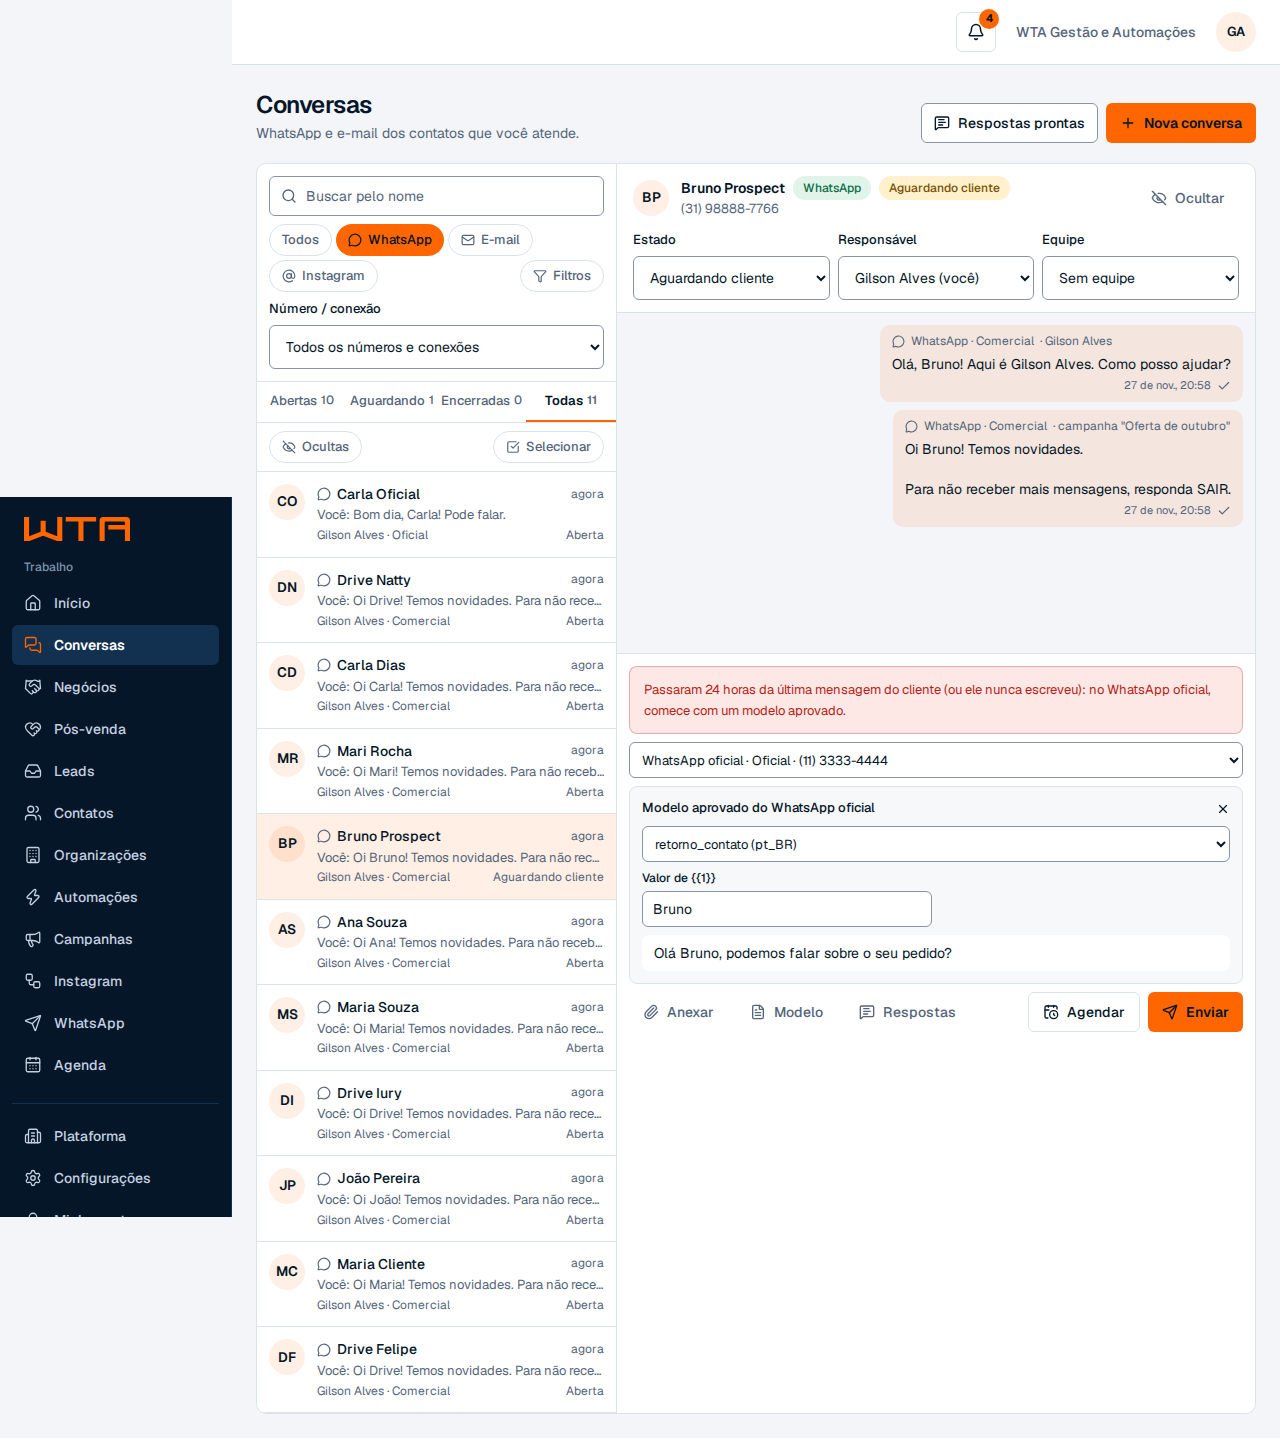 4
WTA Gestão e Automações
GA
Conversas
WhatsApp e e-mail dos contatos que você atende.
Respostas prontas
Nova conversa
WTA
Trabalho
Início
Conversas
Negócios
Pós-venda
Leads
Contatos
Organizações
Automações
Campanhas
Instagram
WhatsApp
Agenda
Plataforma
Configurações
Buscar pelo nome
Todos
WhatsApp
E-mail
Instagram
Filtros
Número / conexão
Todos os números e conexões
Abertas 10
Aguardando 1
Encerradas 0
Todas 11
Ocultas
Selecionar
CO
Carla Oficial
agora
Você: Bom dia, Carla! Pode falar.
Gilson Alves · Oficial
Aberta
DN
Drive Natty
agora
Você: Oi Drive! Temos novidades. Para não rece...
Gilson Alves · Comercial
Aberta
CD
Carla Dias
agora
Você: Oi Carla! Temos novidades. Para não rece...
Gilson Alves · Comercial
Aberta
MR
Mari Rocha
agora
Você: Oi Mari! Temos novidades. Para não receb...
Gilson Alves · Comercial
Aberta
BP
Bruno Prospect
agora
Você: Oi Bruno! Temos novidades. Para não rec...
Gilson Alves · Comercial
Aguardando cliente
AS
Ana Souza
agora
Você: Oi Ana! Temos novidades. Para não receb...
Gilson Alves · Comercial
Aberta
MS
Maria Souza
agora
Você: Oi Maria! Temos novidades. Para não rece...
Gilson Alves · Comercial
Aberta
DI
Drive Iury
agora
Você: Oi Drive! Temos novidades. Para não rece...
Gilson Alves · Comercial
Aberta
JP
João Pereira
agora
Você: Oi João! Temos novidades. Para não rece...
Gilson Alves · Comercial
Aberta
MC
Maria Cliente
agora
Você: Oi Maria! Temos novidades. Para não rece...
Gilson Alves · Comercial
Aberta
DF
Drive Felipe
agora
Você: Oi Drive! Temos novidades. Para não rece...
Gilson Alves · Comercial
Aberta
BP
Bruno Prospect
WhatsApp
Aguardando cliente
(31) 98888-7766
Ocultar
Estado
Responsável
Equipe
Aguardando cliente
Gilson Alves (você)
Sem equipe
WhatsApp · Comercial · Gilson Alves
Olá, Bruno! Aqui é Gilson Alves. Como posso ajudar?
27 de nov., 20:58
WhatsApp · Comercial · campanha "Oferta de outubro"
Oi Bruno! Temos novidades.
Para não receber mais mensagens, responda SAIR.
27 de nov., 20:58
Passaram 24 horas da última mensagem do cliente (ou ele nunca escreveu): no WhatsApp oficial,
comece com um modelo aprovado.
WhatsApp oficial · Oficial · (11) 3333-4444
Modelo aprovado do WhatsApp oficial
retorno_contato (pt_BR)
Valor de {{1}}
Bruno
Olá Bruno, podemos falar sobre o seu pedido?
Anexar
Modelo
Respostas
Agendar
Enviar